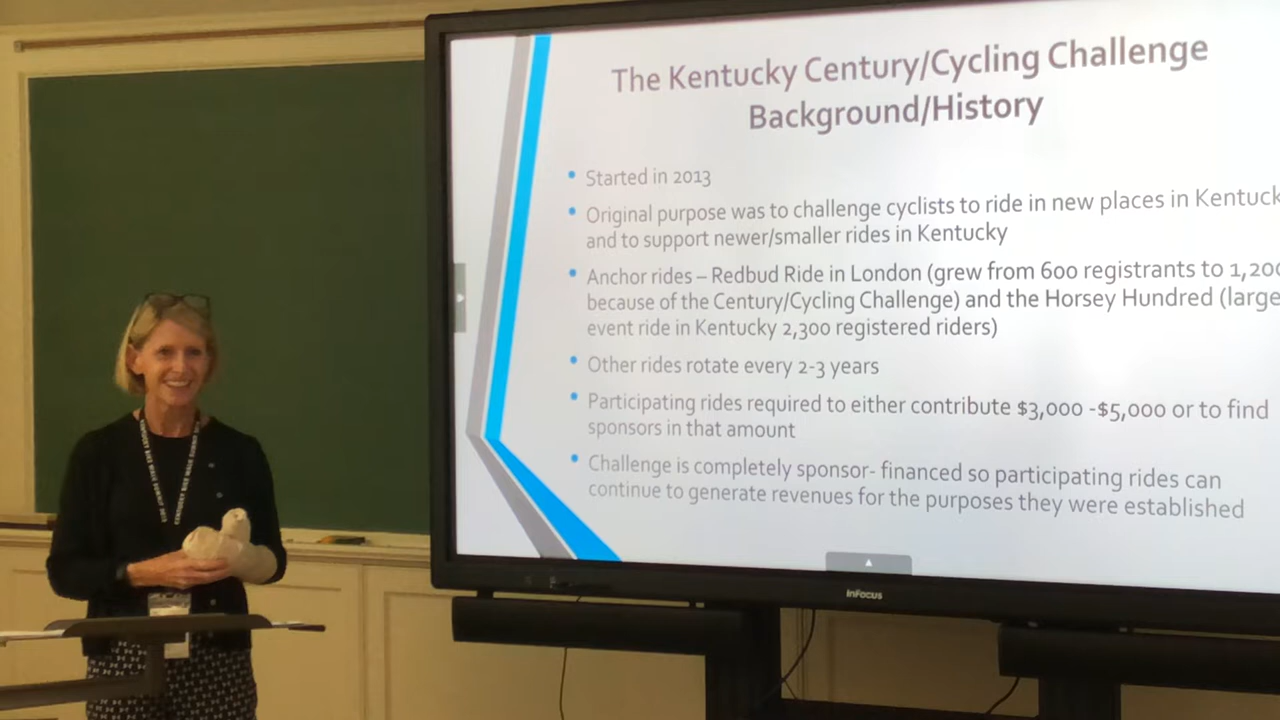 The Kentucky Century/Cycling Challenge
Background/History
• Started in 2013
• Original purpose was to challenge cyclists to ride in new places in Kentuck
and to support newer/smaller rides in Kentucky
• Anchor rides – Redbud Ride in London (grew from 600 registrants to 1,200
because of the Century/Cycling Challenge) and the Horsey Hundred (large
event ride in Kentucky 2,300 registered riders)
• Other rides rotate every 2-3 years
• Participating rides required to either contribute $3,000 -$5,000 or to find
sponsors in that amount
• Challenge is completely sponsor- financed so participating rides can
continue to generate revenues for the purposes they were established
InFocus